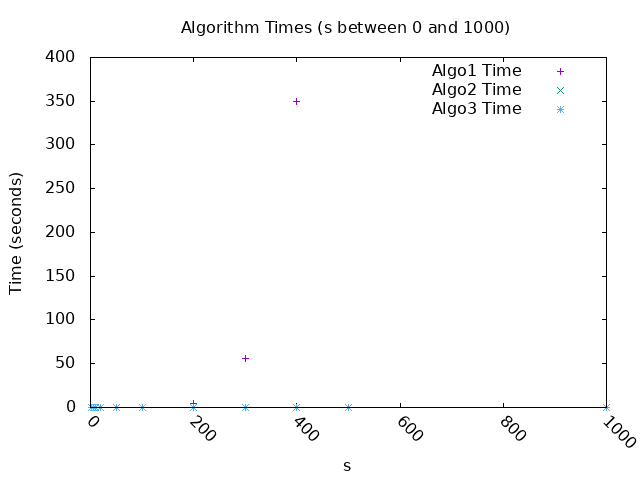 Algorithm Times (s between 0 and 1000)
Algo1 Time
Algo2 Time
Algo3 Time
400
350
300
250
200
150
100
50
0
Time (seconds)
0 200 400 600 800 1000
s